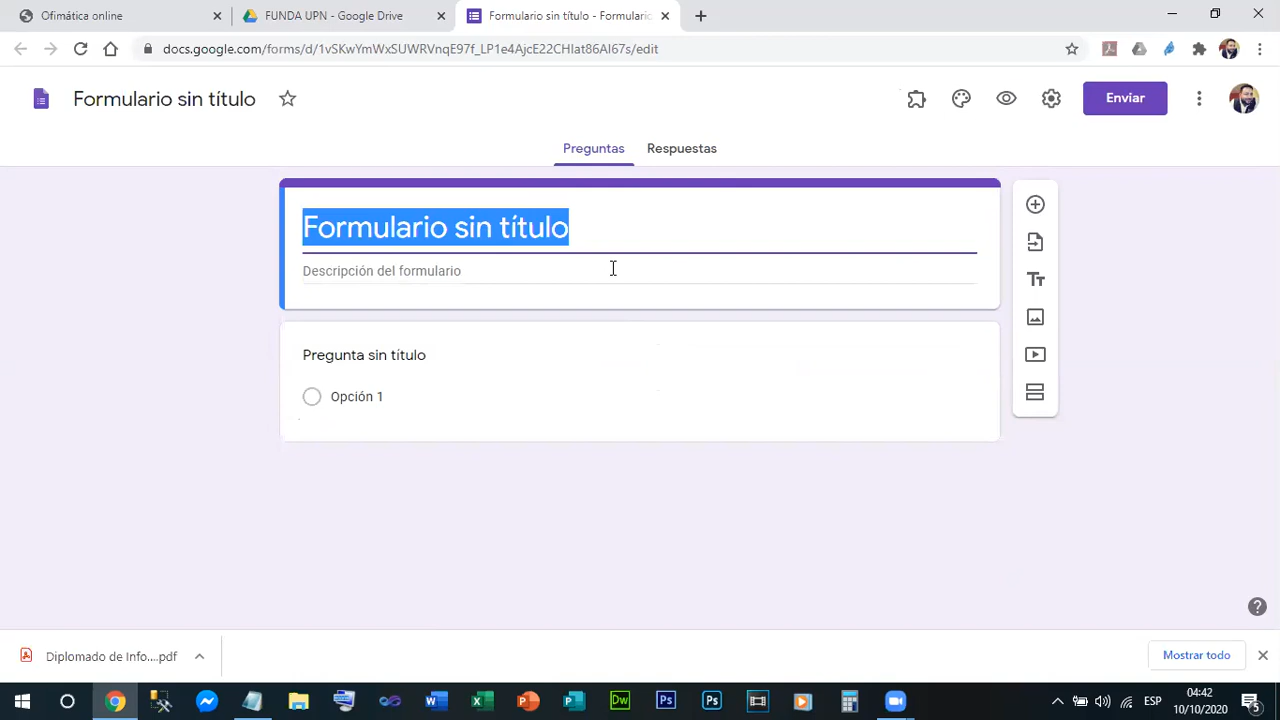 Ofimática online
FUNDA UPN - Google Drive
Formulario sin título - Formulario
docs.google.com/forms/d/1vSKwYmWxSUWRVnqE97f_LP1e4AjcE22CHlat86Al67s/edit
Formulario sin título
Enviar
Preguntas
Respuestas
Formulario sin título
Descripción del formulario
Pregunta sin título
Opción 1
Diplomado de Info....pdf
Mostrar todo
ESP
04:42
10/10/2020
5